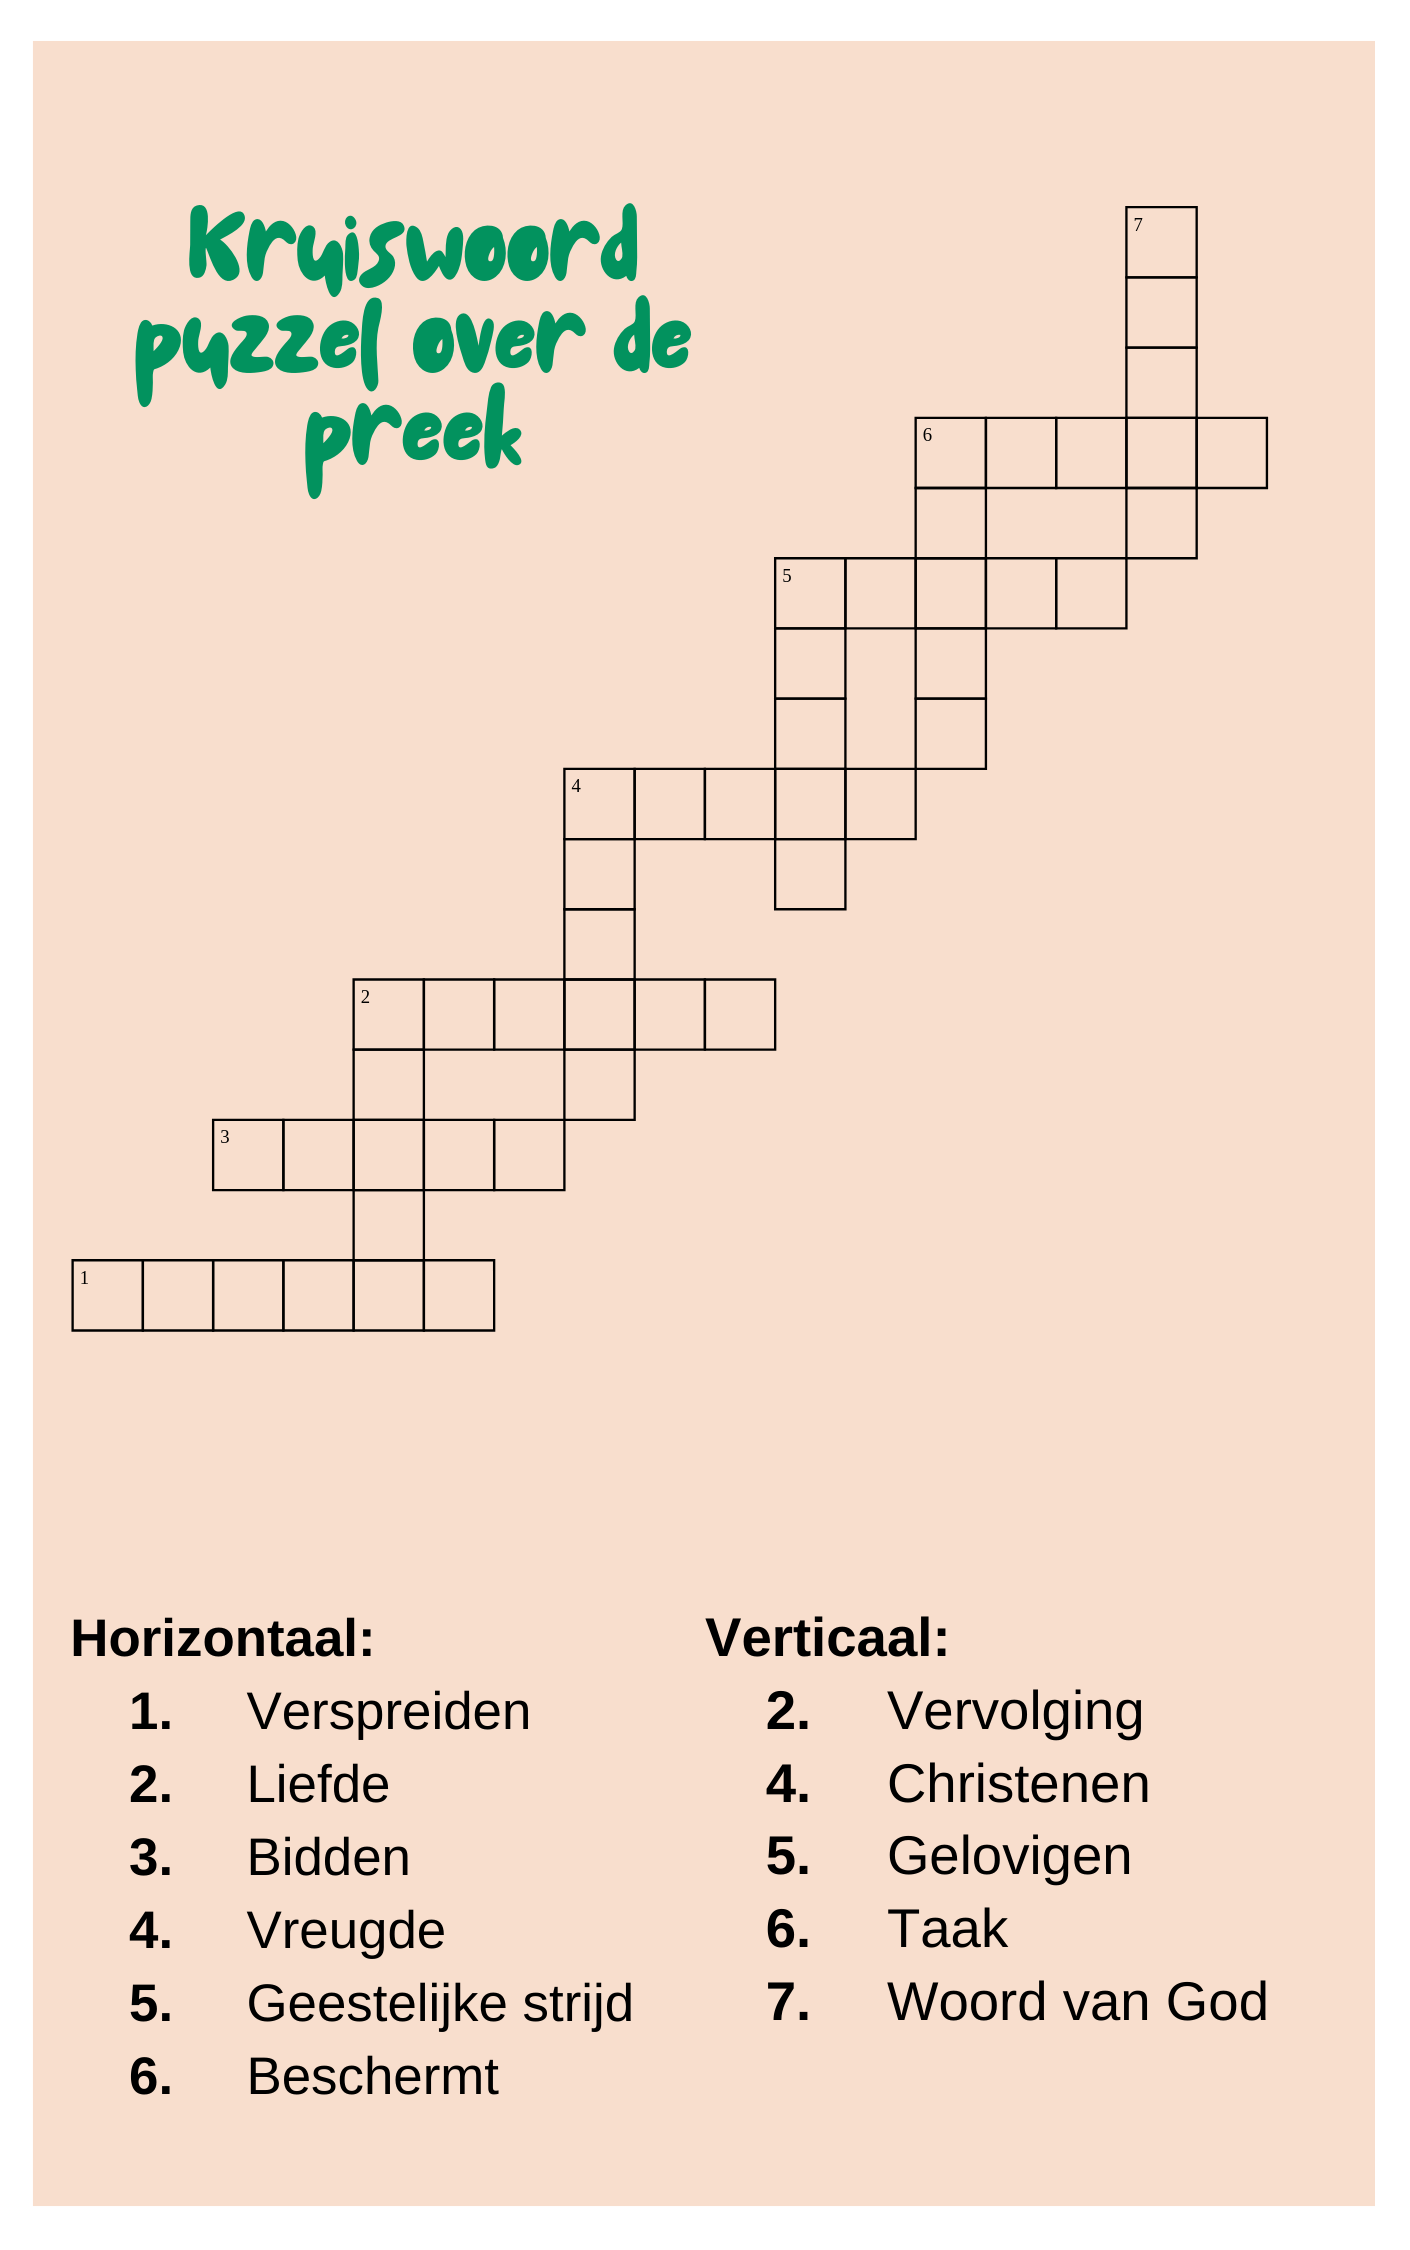 Kruiswoord
puzzel over de
preek
7
6
5
4
2
3
1
Horizontaal:
1. Verspreiden
2. Liefde
3. Bidden
4. Vreugde
5. Geestelijke strijd
6. Beschermt
Verticaal:
2. Vervolging
4. Christenen
5. Gelovigen
6. Taak
7. Woord van God